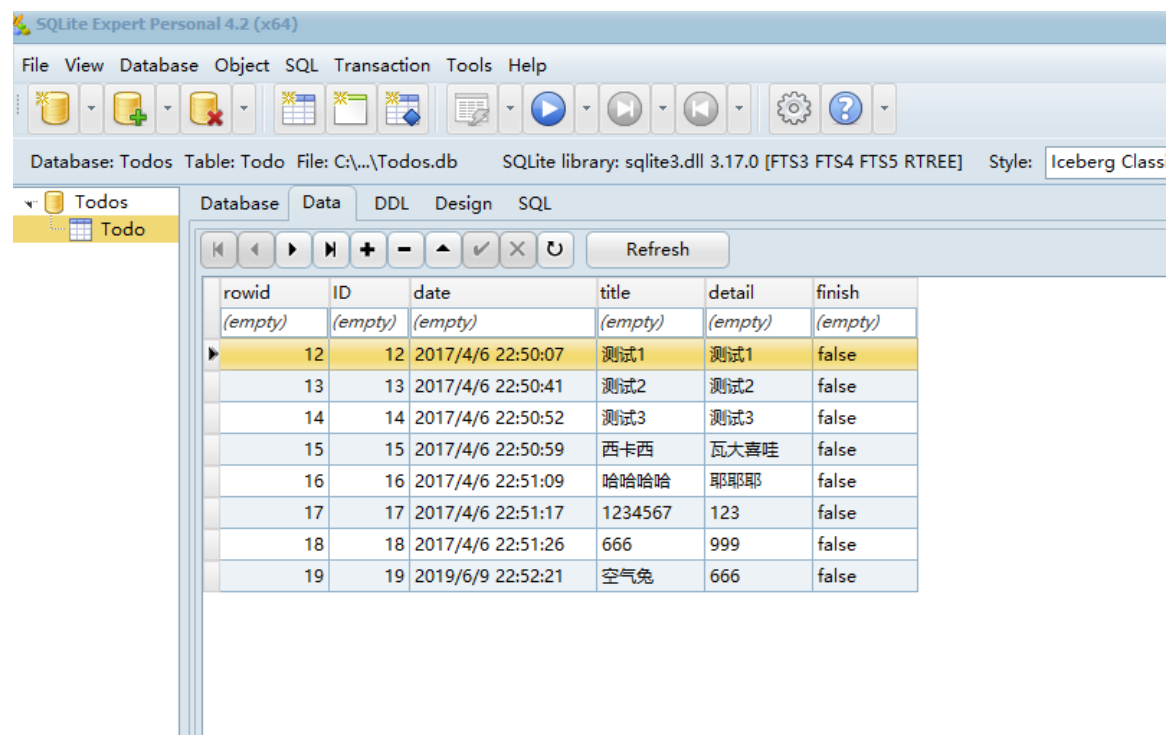 SQLite Expert Personal 4.2 (x64)
File View Database Object SQL Transaction Tools Help
Database: Todos Table: Todo File: C:\...\Todos.db SQLite library: sqlite3.dll 3.17.0 [FTS3 FTS4 FTS5 RTREE] Style: Iceberg Classi
Todos Database Data DDL Design SQL
Todo
Refresh
rowid ID date title detail finish
(empty) (empty) (empty) (empty) (empty) (empty)
12 12 2017/4/6 22:50:07 测试1 测试1 false
13 13 2017/4/6 22:50:41 测试2 测试2 false
14 14 2017/4/6 22:50:52 测试3 测试3 false
15 15 2017/4/6 22:50:59 西卡西 瓦大喜哇 false
16 16 2017/4/6 22:51:09 哈哈哈哈 耶耶耶 false
17 17 2017/4/6 22:51:17 1234567 123 false
18 18 2017/4/6 22:51:26 666 999 false
19 19 2019/6/9 22:52:21 空气兔 666 false